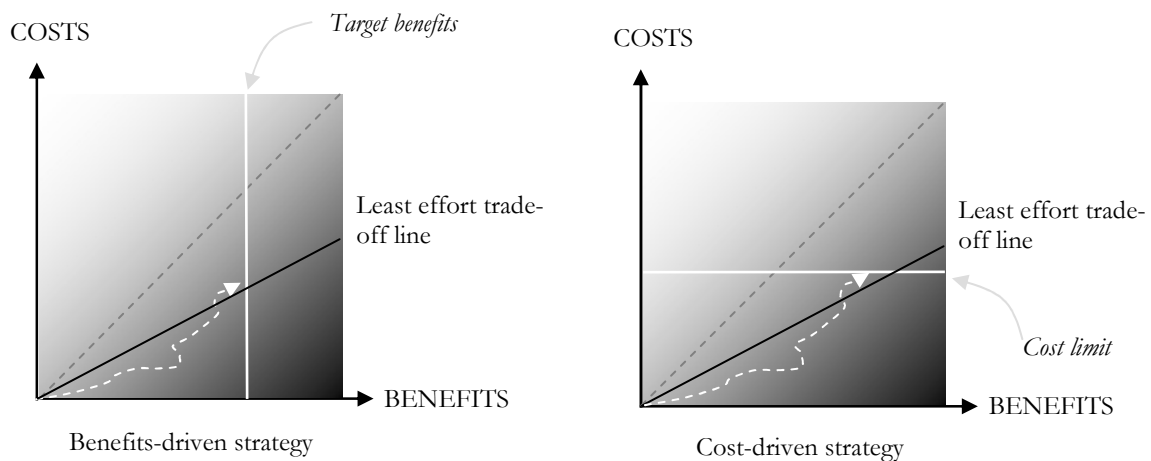 COSTS
Target benefits
Least effort trade-
off line
BENEFITS
Benefits-driven strategy
COSTS
Least effort trade-
off line
Cost limit
BENEFITS
Cost-driven strategy